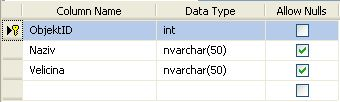 Column Name Data Type Allow Nulls
ObjektID int
Naziv nvarchar(50)
Velicina nvarchar(50)